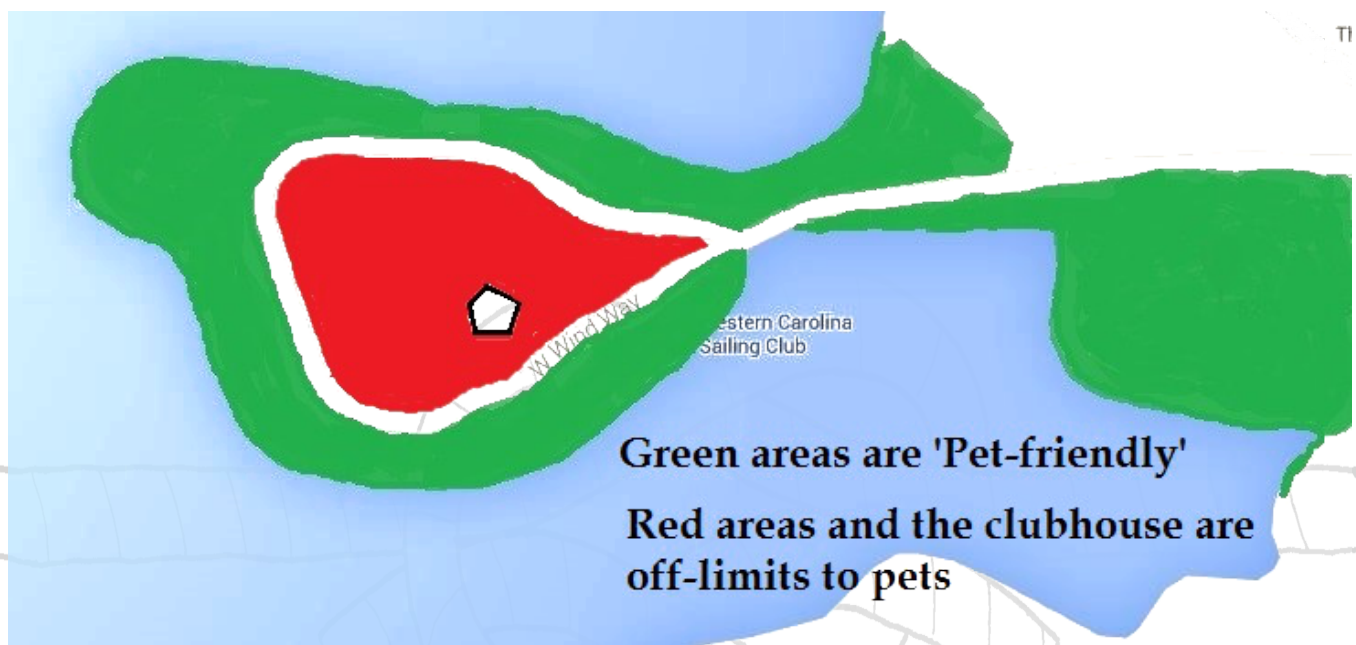 Th
W Wind Way
estern Carolina
Sailing Club
Green areas are 'Pet-friendly'
Red areas and the clubhouse are
off-limits to pets